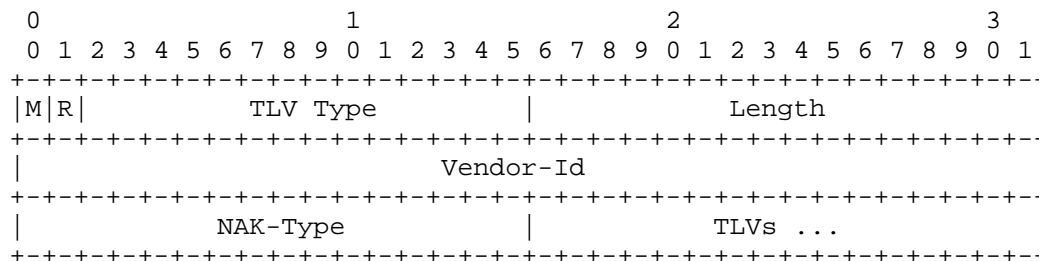 0                   1                   2                   3
 0 1 2 3 4 5 6 7 8 9 0 1 2 3 4 5 6 7 8 9 0 1 2 3 4 5 6 7 8 9 0 1
+-+-+-+-+-+-+-+-+-+-+-+-+-+-+-+-+-+-+-+-+-+-+-+-+-+-+-+-+-+-+-+-
|M|R|          TLV Type         |            Length
+-+-+-+-+-+-+-+-+-+-+-+-+-+-+-+-+-+-+-+-+-+-+-+-+-+-+-+-+-+-+-+-
|                          Vendor-Id
+-+-+-+-+-+-+-+-+-+-+-+-+-+-+-+-+-+-+-+-+-+-+-+-+-+-+-+-+-+-+-+-
|            NAK-Type           |           TLVs ...
+-+-+-+-+-+-+-+-+-+-+-+-+-+-+-+-+-+-+-+-+-+-+-+-+-+-+-+-+-+-+-+-